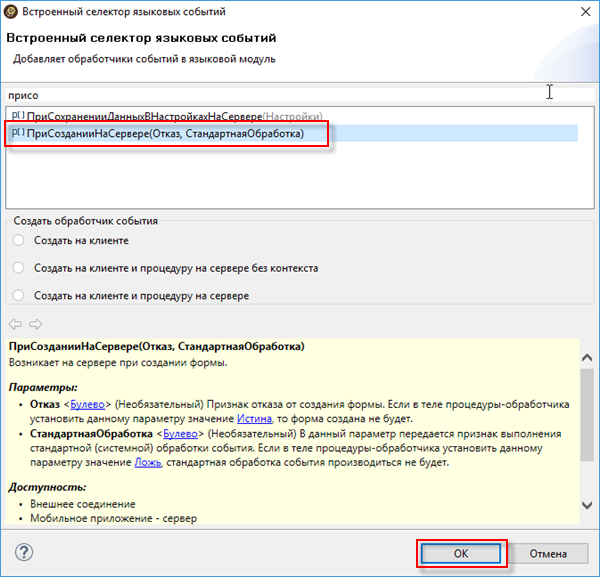 Встроенный селектор языковых событий
Встроенный селектор языковых событий
Добавляет обработчики событий в языковой модуль
присо
p[] ПриСохраненииДанныхВНастройкахНаСервере(Настройки)
p[] ПриСозданииНаСервере(Отказ, СтандартнаяОбработка)
Создать обработчик события
Создать на клиенте
Создать на клиенте и процедуру на сервере без контекста
Создать на клиенте и процедуру на сервере
ПриСозданииНаСервере(Отказ, СтандартнаяОбработка)
Возникает на сервере при создании формы.
Параметры:
• Отказ <Булево> (Необязательный) Признак отказа от создания формы. Если в теле процедуры-обработчика
установить данному параметру значение Истина, то форма создана не будет.
• СтандартнаяОбработка <Булево> (Необязательный) В данный параметр передается признак выполнения
стандартной (системной) обработки события. Если в теле процедуры-обработчика установить данному
параметру значение Ложь, стандартная обработка события производиться не будет.
Доступность:
• Внешнее соединение
• Мобильное приложение - сервер
?
OK
Отмена